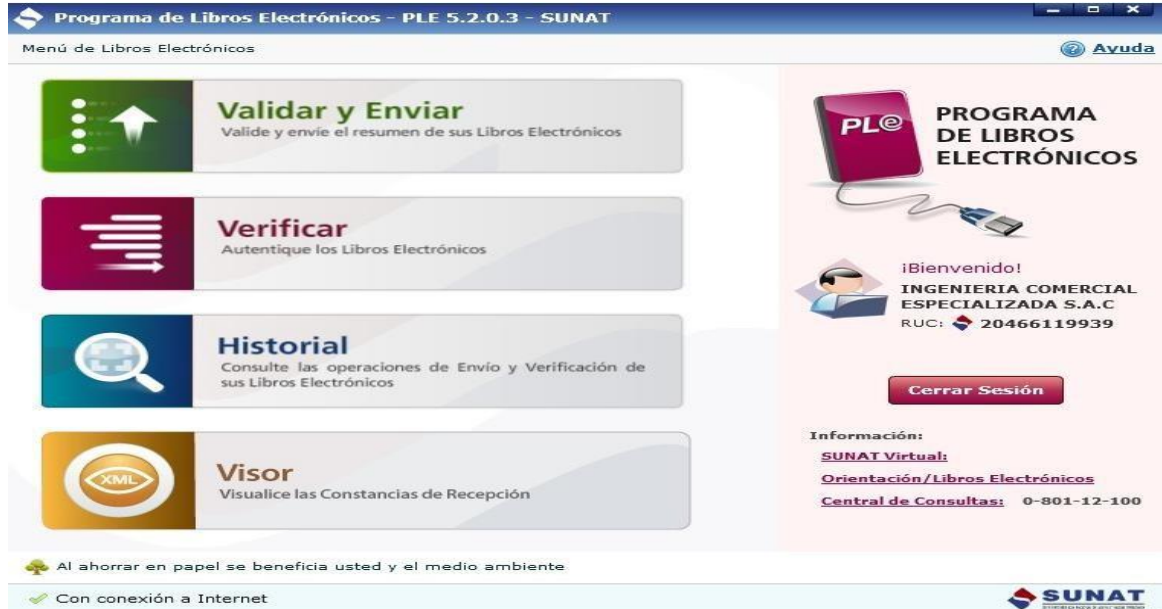 Programa de Libros Electrónicos - PLE 5.2.0.3 - SUNAT
Menú de Libros Electrónicos
Ayuda
Validar y Enviar
Valide y envíe el resumen de sus Libros Electrónicos
Verificar
Autentique los Libros Electrónicos
Historial
Consulte las operaciones de Envío y Verificación de
sus Libros Electrónicos
XML
Visor
Visualice las Constancias de Recepción
PL@
PROGRAMA
DE LIBROS
ELECTRÓNICOS
¡Bienvenido!
INGENIERIA COMERCIAL
ESPECIALIZADA S.A.C
RUC: 20466119939
Cerrar Sesión
Información:
SUNAT Virtual:
Orientación/Libros Electrónicos
Central de Consultas: 0-801-12-100
Al ahorrar en papel se beneficia usted y el medio ambiente
Con conexión a Internet
SUNAT